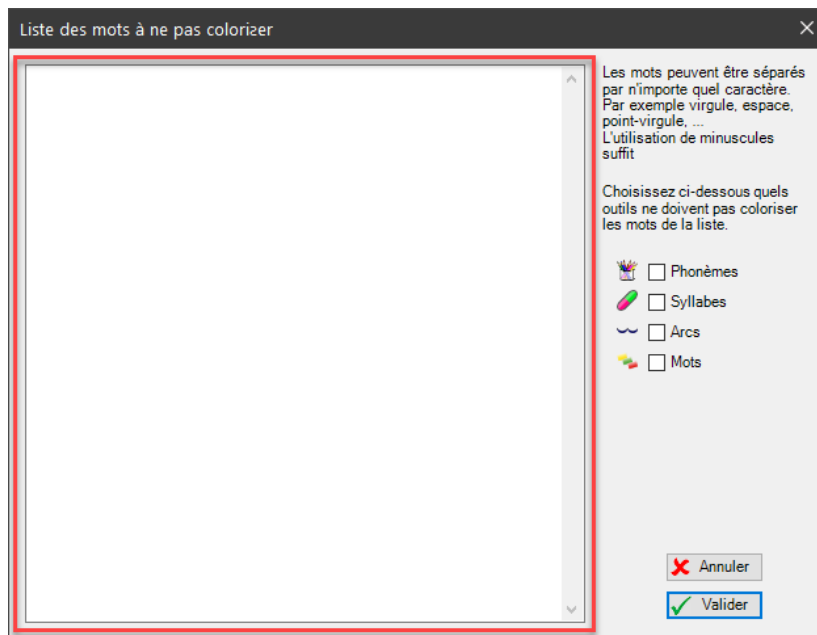 Liste des mots à ne pas colorizer
Les mots peuvent être séparés
par n'importe quel caractère.
Par exemple virgule, espace,
point-virgule, ...
L'utilisation de minuscules
suffit
Choisissez ci-dessous quels
outils ne doivent pas coloriser
les mots de la liste.
Phonèmes
Syllabes
Arcs
Mots
Annuler
Valider